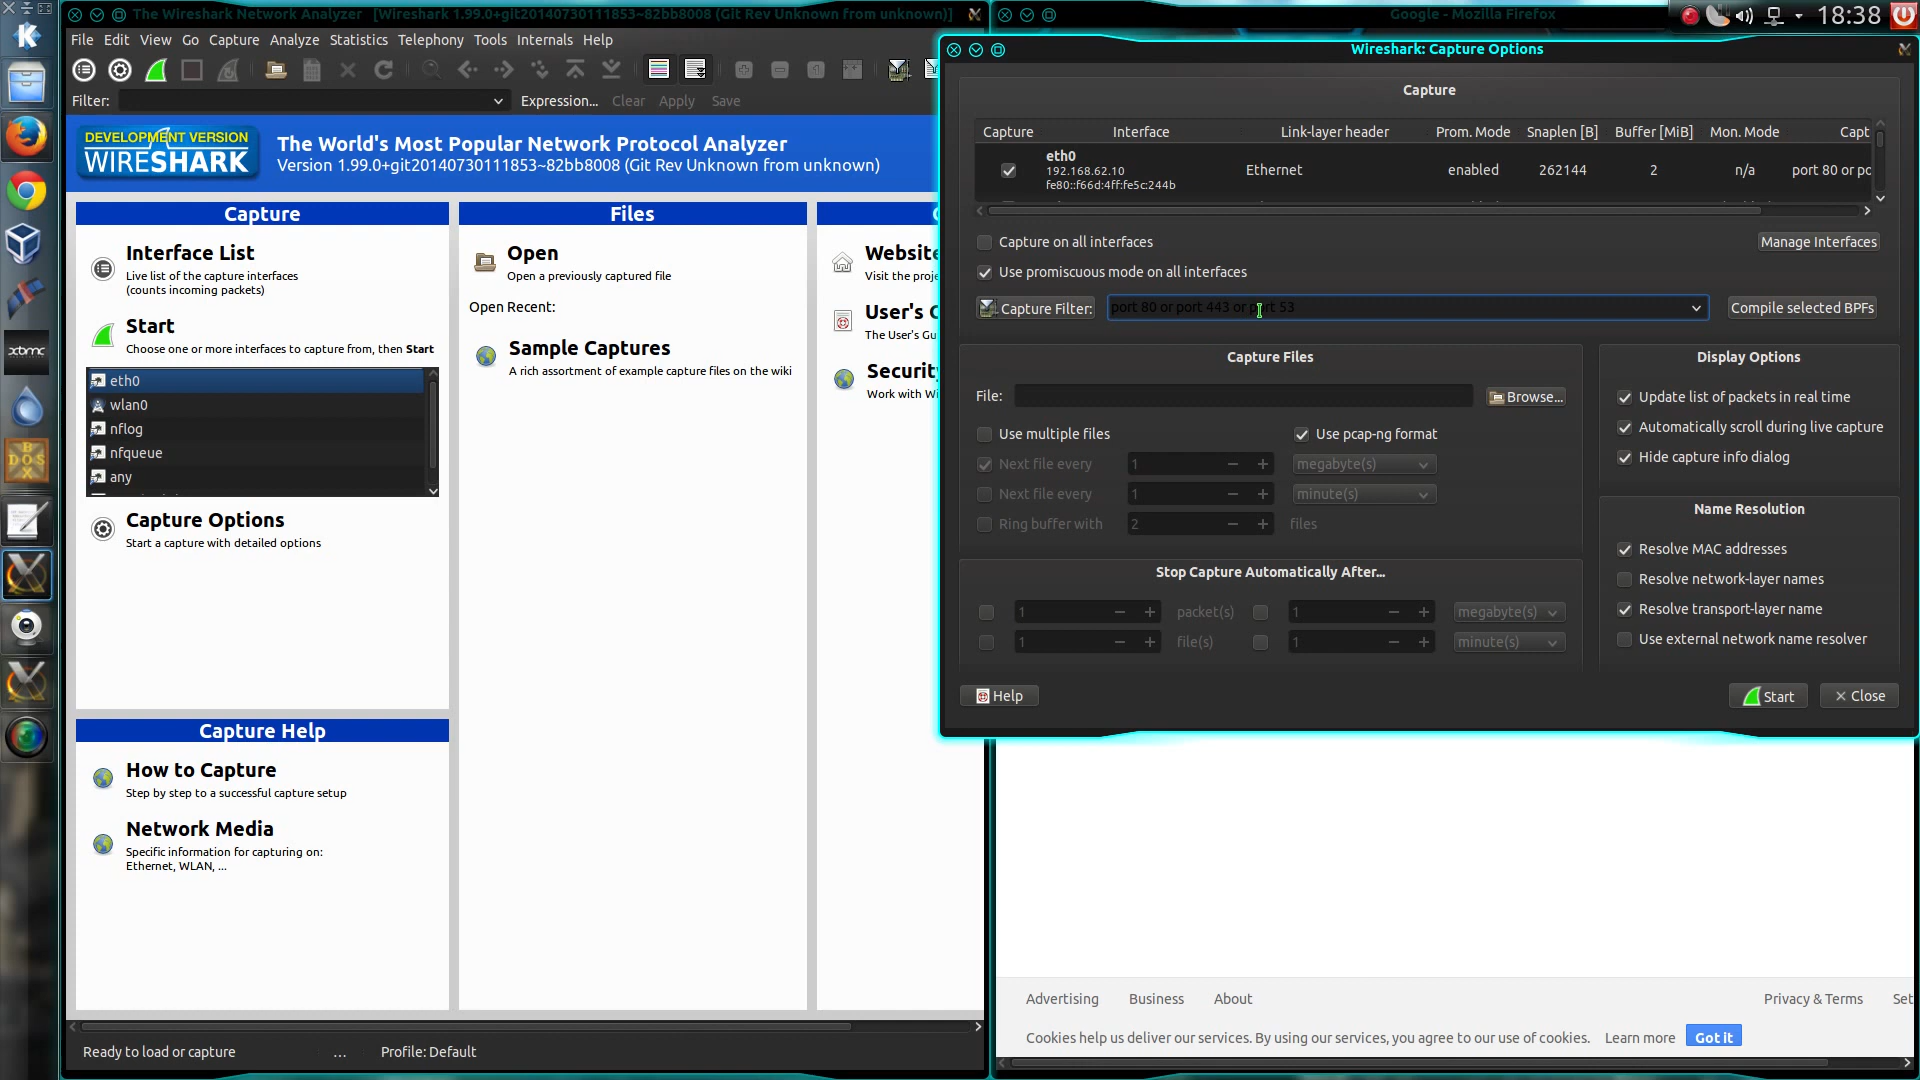 The Wireshark Network Analyzer [Wireshark 1.99.0+git20140730111853~82bb8008 (Git Rev Unknown from unknown)]
File Edit View Go Capture Analyze Statistics Telephony Tools Internals Help
Filter: Expression... Clear Apply Save
DEVELOPMENT VERSION
WIRESHARK
The World's Most Popular Network Protocol Analyzer
Version 1.99.0+git20140730111853~82bb8008 (Git Rev Unknown from unknown)
Capture
Interface List
Live list of the capture interfaces
(counts incoming packets)
Start
Choose one or more interfaces to capture from, then Start
eth0
wlan0
nflog
nfqueue
any
Capture Options
Start a capture with detailed options
Capture Help
How to Capture
Step by step to a successful capture setup
Network Media
Specific information for capturing on:
Ethernet, WLAN, ...
Files
Open
Open a previously captured file
Open Recent:
Sample Captures
A rich assortment of example capture files on the wiki
Website
Visit the proje
User's G
The User's Gu
Security
Work with Wi
Ready to load or capture ... Profile: Default
xbmc
BOX
DOS
Google - Mozilla Firefox
18:38
Wireshark: Capture Options
Capture
Capture Interface Link-layer header Prom. Mode Snaplen [B] Buffer [MiB] Mon. Mode Capt
eth0
192.168.62.10
fe80::f66d:4ff:fe5c:244b
Ethernet enabled 262144 2 n/a port 80 or pc
Capture on all interfaces Manage Interfaces
Use promiscuous mode on all interfaces
Capture Filter: port 80 or port 443 or port 53 Compile selected BPFs
Capture Files
File: Browse...
Use multiple files Use pcap-ng format
Next file every 1 megabyte(s)
Next file every 1 minute(s)
Ring buffer with 2 files
Stop Capture Automatically After...
1 packet(s) 1 megabyte(s)
1 file(s) 1 minute(s)
Display Options
Update list of packets in real time
Automatically scroll during live capture
Hide capture info dialog
Name Resolution
Resolve MAC addresses
Resolve network-layer names
Resolve transport-layer name
Use external network name resolver
Help Start Close
Advertising Business About Privacy & Terms Set
Cookies help us deliver our services. By using our services, you agree to our use of cookies. Learn more Got it